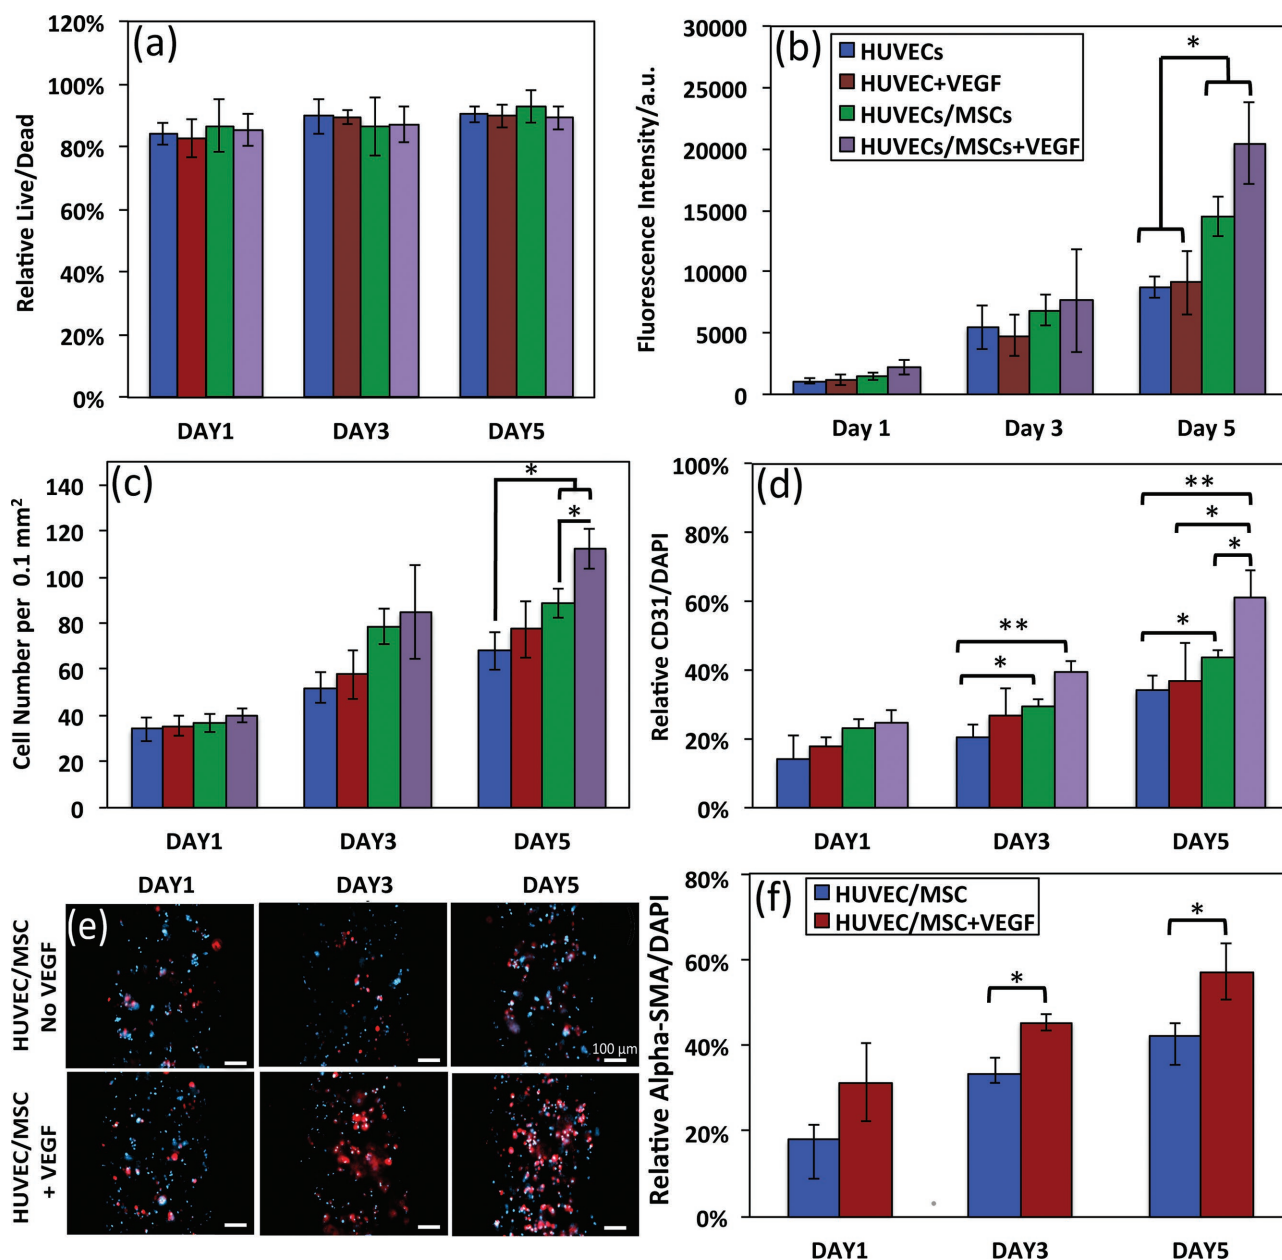 (a)
Relative Live/Dead
120%
100%
80%
60%
40%
20%
0%
DAY1 DAY3 DAY5
(b)
Fluorescence Intensity/a.u.
30000
25000
20000
15000
10000
5000
0
HUVECs
HUVEC+VEGF
HUVECs/MSCs
HUVECs/MSCs+VEGF
*
Day 1 Day 3 Day 5
(c)
Cell Number per 0.1 mm²
140
120
100
80
60
40
20
0
*
*
DAY1 DAY3 DAY5
(d)
Relative CD31/DAPI
100%
80%
60%
40%
20%
0%
**
*
**
*
*
*
DAY1 DAY3 DAY5
DAY1 DAY3 DAY5
(e)
HUVEC/MSC
No VEGF
100 µm
HUVEC/MSC
+ VEGF
(f)
Relative Alpha-SMA/DAPI
80%
60%
40%
20%
0%
HUVEC/MSC
HUVEC/MSC+VEGF
*
*
DAY1 DAY3 DAY5